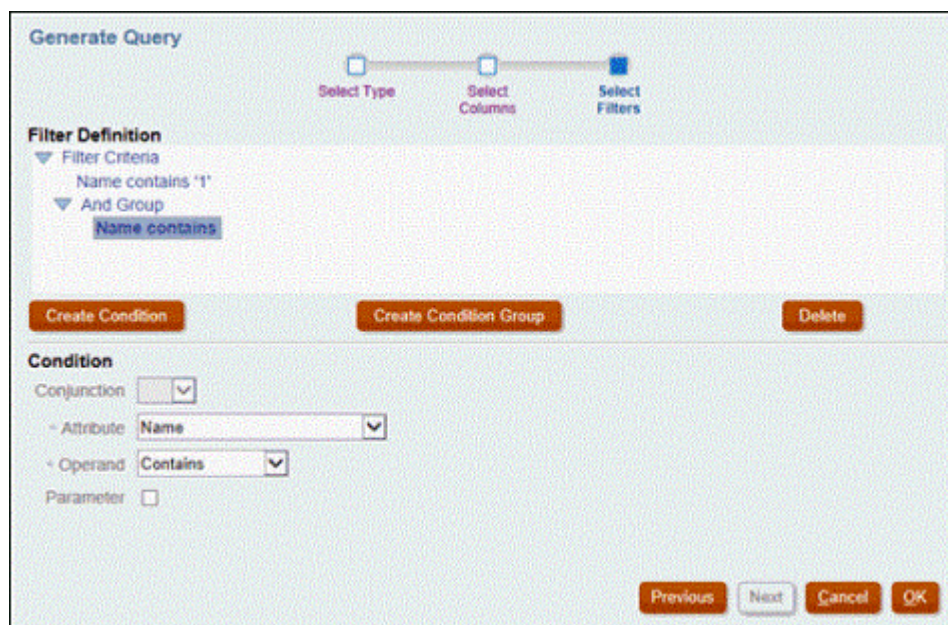 Generate Query
Select Type
Select Columns
Select Filters
Filter Definition
Filter Criteria
Name contains '1'
And Group
Name contains
Create Condition
Create Condition Group
Delete
Condition
Conjunction
* Attribute Name
* Operand Contains
Parameter
Previous Next Cancel OK